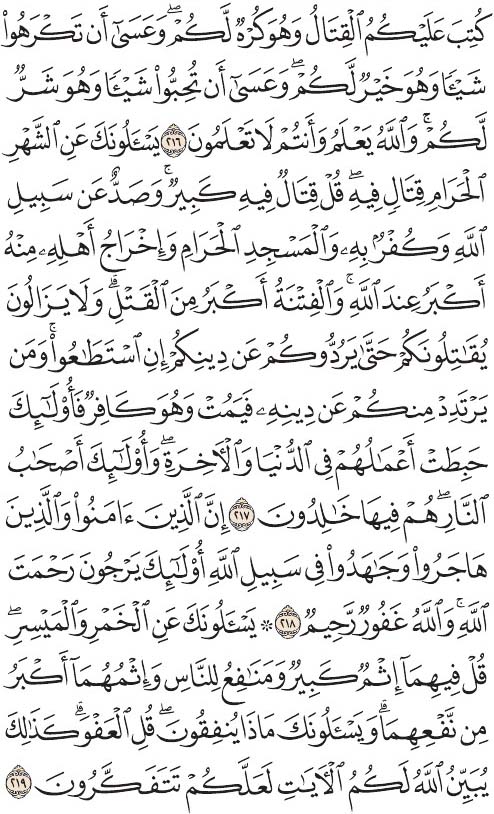 كُتِبَ عَلَيۡكُمُ ٱلۡقِتَالُ وَهُوَ كُرۡهٞ لَّكُمۡۖ وَعَسَىٰٓ أَن تَكۡرَهُواْ
شَيۡـٔٗا وَهُوَ خَيۡرٞ لَّكُمۡۖ وَعَسَىٰٓ أَن تُحِبُّواْ شَيۡـٔٗا وَهُوَ شَرّٞ
لَّكُمۡۚ وَٱللَّهُ يَعۡلَمُ وَأَنتُمۡ لَا تَعۡلَمُونَ ٢١٦ يَسۡـَٔلُونَكَ عَنِ ٱلشَّهۡرِ
ٱلۡحَرَامِ قِتَالٖ فِيهِۖ قُلۡ قِتَالٞ فِيهِ كَبِيرٞۚ وَصَدٌّ عَن سَبِيلِ
ٱللَّهِ وَكُفۡرُۢ بِهِۦ وَٱلۡمَسۡجِدِ ٱلۡحَرَامِ وَإِخۡرَاجُ أَهۡلِهِۦ مِنۡهُ
أَكۡبَرُ عِندَ ٱللَّهِۚ وَٱلۡفِتۡنَةُ أَكۡبَرُ مِنَ ٱلۡقَتۡلِۗ وَلَا يَزَالُونَ
يُقَٰتِلُونَكُمۡ حَتَّىٰ يَرُدُّوكُمۡ عَن دِينِكُمۡ إِنِ ٱسۡتَطَٰعُواْۚ وَمَن
يَرۡتَدِدۡ مِنكُمۡ عَن دِينِهِۦ فَيَمُتۡ وَهُوَ كَافِرٞ فَأُوْلَٰٓئِكَ
حَبِطَتۡ أَعۡمَٰلُهُمۡ فِي ٱلدُّنۡيَا وَٱلۡأٓخِرَةِۖ وَأُوْلَٰٓئِكَ أَصۡحَٰبُ
ٱلنَّارِۖ هُمۡ فِيهَا خَٰلِدُونَ ٢١٧ إِنَّ ٱلَّذِينَ ءَامَنُواْ وَٱلَّذِينَ
هَاجَرُواْ وَجَٰهَدُواْ فِي سَبِيلِ ٱللَّهِ أُوْلَٰٓئِكَ يَرۡجُونَ رَحۡمَتَ
ٱللَّهِۚ وَٱللَّهُ غَفُورٞ رَّحِيمٞ ٢١٨ ۞ يَسۡـَٔلُونَكَ عَنِ ٱلۡخَمۡرِ وَٱلۡمَيۡسِرِۖ
قُلۡ فِيهِمَآ إِثۡمٞ كَبِيرٞ وَمَنَٰفِعُ لِلنَّاسِ وَإِثۡمُهُمَآ أَكۡبَرُ
مِن نَّفۡعِهِمَاۗ وَيَسۡـَٔلُونَكَ مَاذَا يُنفِقُونَۖ قُلِ ٱلۡعَفۡوَۗ كَذَٰلِكَ
يُبَيِّنُ ٱللَّهُ لَكُمُ ٱلۡأٓيَٰتِ لَعَلَّكُمۡ تَتَفَكَّرُونَ ٢١٩